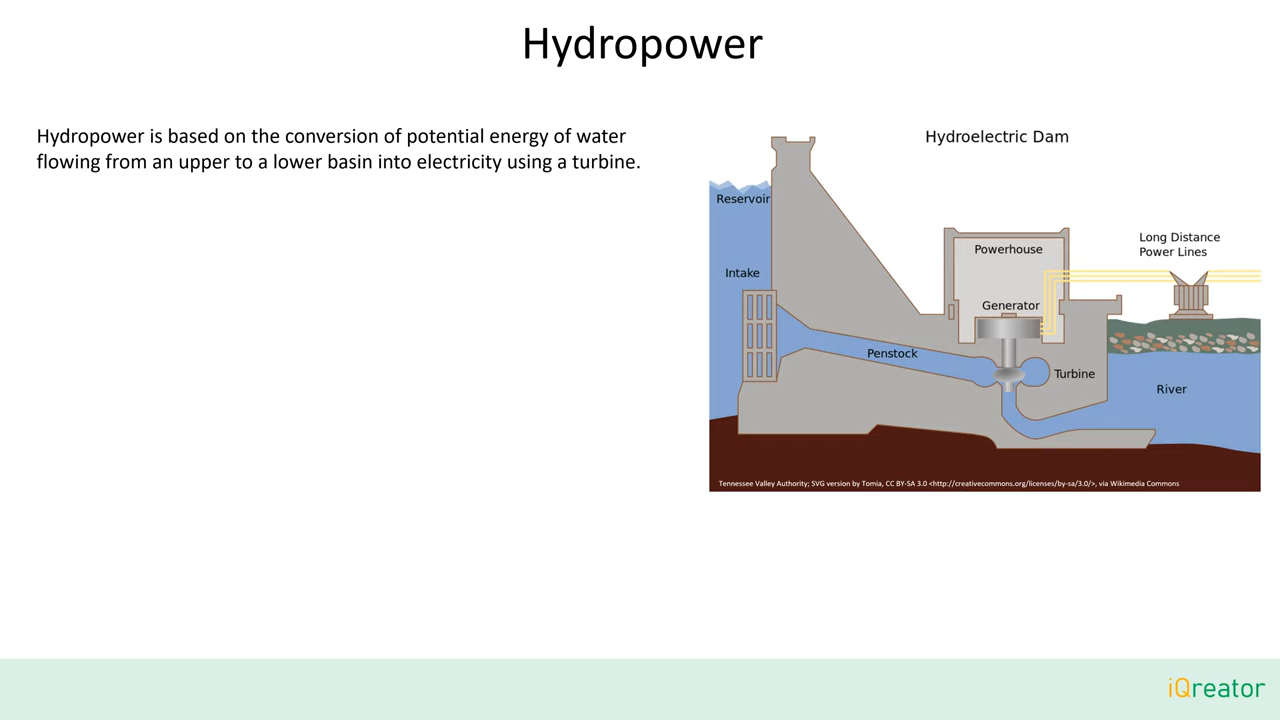 Hydropower
Hydropower is based on the conversion of potential energy of water
flowing from an upper to a lower basin into electricity using a turbine.
Hydroelectric Dam
Reservoir
Long Distance
Power Lines
Powerhouse
Intake
Generator
Penstock
Turbine
River
Tennessee Valley Authority; SVG version by Tomia, CC BY-SA 3.0 <http://creativecommons.org/licenses/by-sa/3.0/>, via Wikimedia Commons
iQreator